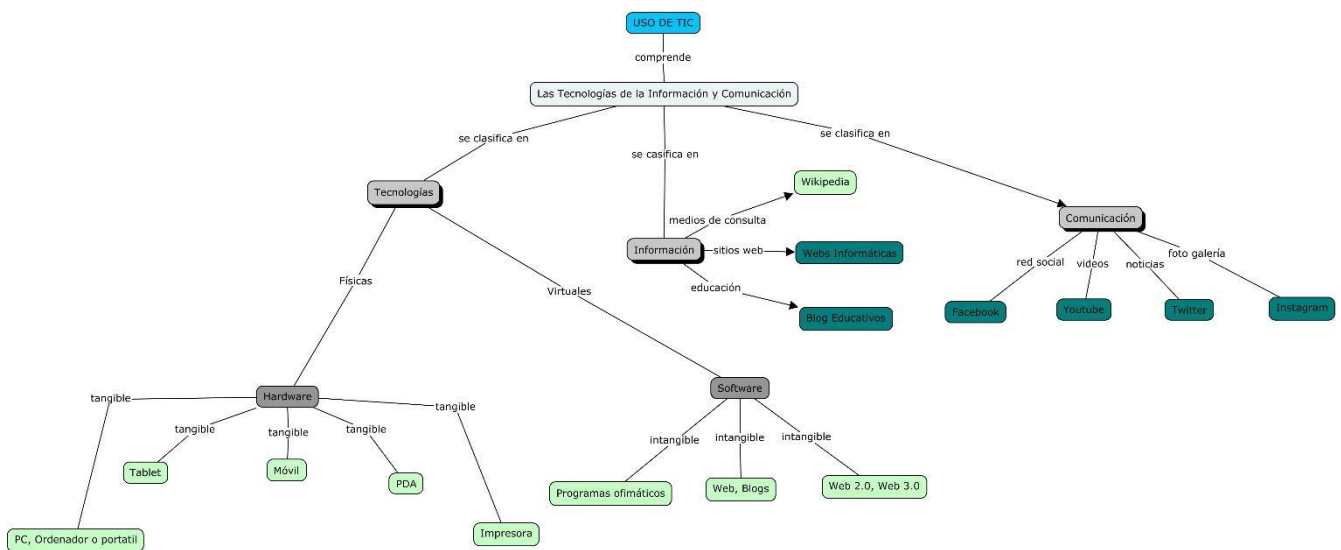 USO DE TIC
comprende
Las Tecnologías de la Información y Comunicación
se clasifica en
se casifica en
se clasifica en
Tecnologías
Físicas
Virtuales
Hardware
tangible
tangible
tangible
tangible
tangible
PC, Ordenador o portatil
Tablet
Móvil
PDA
Impresora
Software
intangible
intangible
intangible
Programas ofimáticos
Web, Blogs
Web 2.0, Web 3.0
Información
medios de consulta
Wikipedia
sitios web
Webs Informáticas
educación
Blog Educativos
Comunicación
red social
videos
noticias
foto galería
Facebook
Youtube
Twitter
Instagram